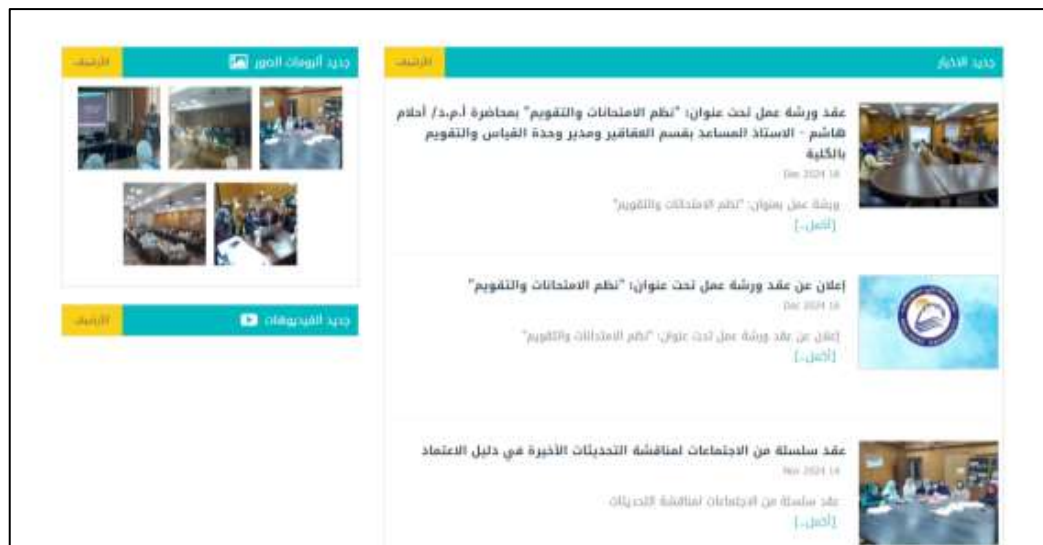 جديد الاخبار
الأرشيف
عقد ورشة عمل تحت عنوان: "نظم الامتحانات والتقويم" بمحاضرة أ.م.د/ أحلام
هاشم - الاستاذ المساعد بقسم العقاقير ومدير وحدة القياس والتقويم
بالكلية
Dec 2024 16
ورشة عمل بعنوان: "نظم الامتحانات والتقويم"
[أكمل..]
إعلان عن عقد ورشة عمل تحت عنوان: "نظم الامتحانات والتقويم"
Dec 2024 16
إعلان عن عقد ورشة عمل تحت عنوان: "نظم الامتحانات والتقويم"
[أكمل..]
عقد سلسلة من الاجتماعات لمناقشة التحديثات الأخيرة في دليل الاعتماد
Nov 2024 14
عقد سلسلة من الاجتماعات لمناقشة التحديثات
[أكمل..]
جديد ألبومات الصور
الأرشيف
جديد الفيديوهات
الأرشيف